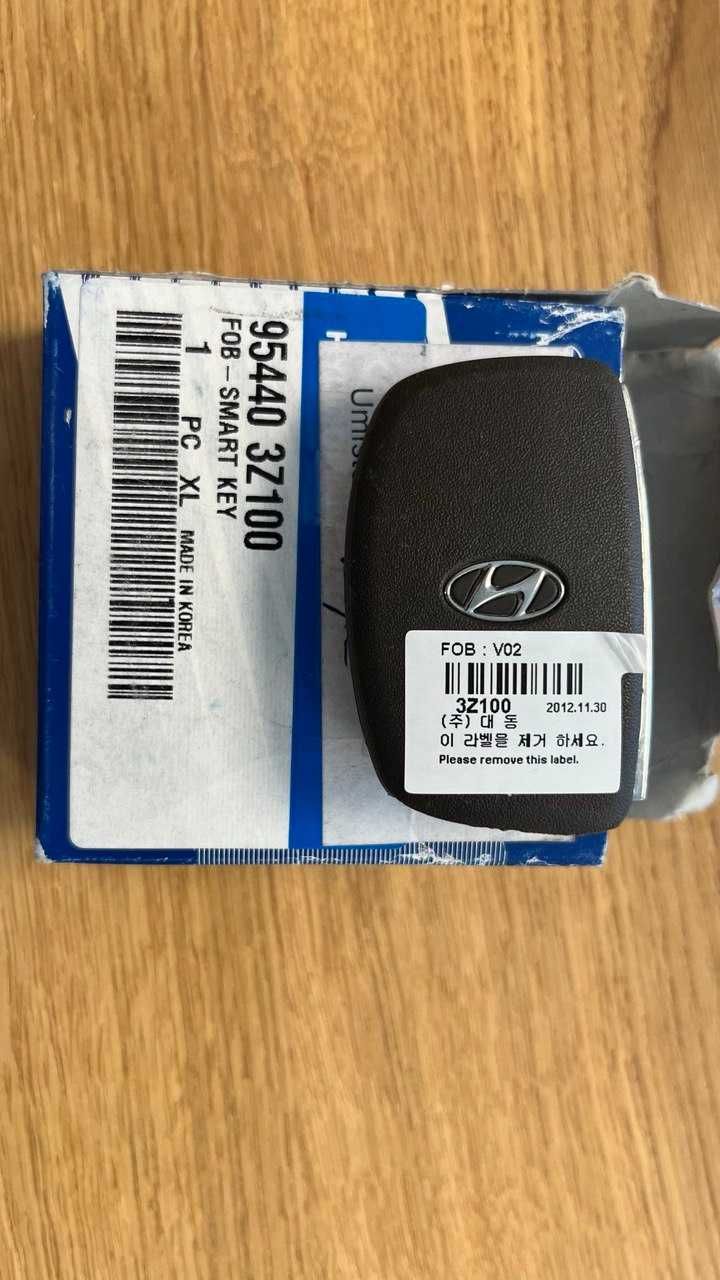 95440 3Z100
FOB-SMART KEY
1 PC XL MADE IN KOREA
FOB : V02
3Z100 2012.11.30
(주) 대 동
이 라벨을 제거 하세요.
Please remove this label.